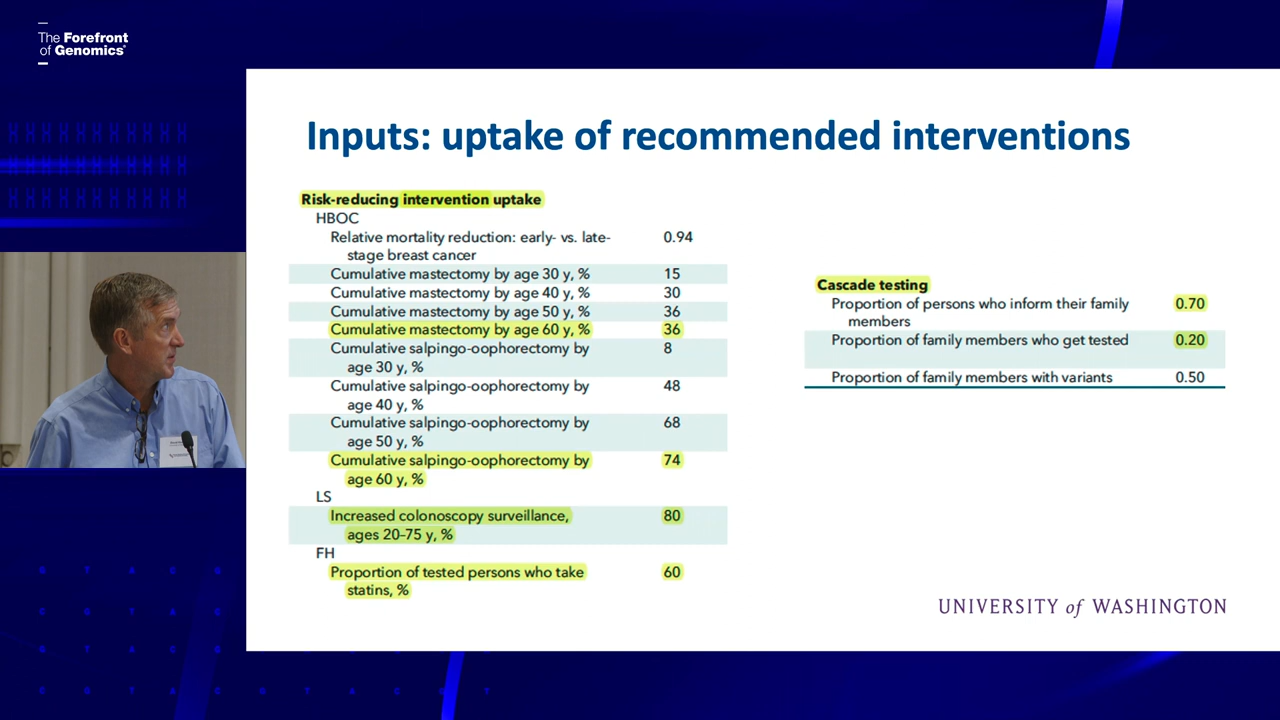 The Forefront
of Genomics®
Inputs: uptake of recommended interventions
Risk-reducing intervention uptake
HBOC
Relative mortality reduction: early- vs. late- 0.94
stage breast cancer
Cumulative mastectomy by age 30 y, % 15
Cumulative mastectomy by age 40 y, % 30
Cumulative mastectomy by age 50 y, % 36
Cumulative mastectomy by age 60 y, % 36
Cumulative salpingo-oophorectomy by 8
age 30 y, %
Cumulative salpingo-oophorectomy by 48
age 40 y, %
Cumulative salpingo-oophorectomy by 68
age 50 y, %
Cumulative salpingo-oophorectomy by 74
age 60 y, %
LS
Increased colonoscopy surveillance, 80
ages 20–75 y, %
FH
Proportion of tested persons who take 60
statins, %
Cascade testing
Proportion of persons who inform their family 0.70
members
Proportion of family members who get tested 0.20
Proportion of family members with variants 0.50
UNIVERSITY of WASHINGTON